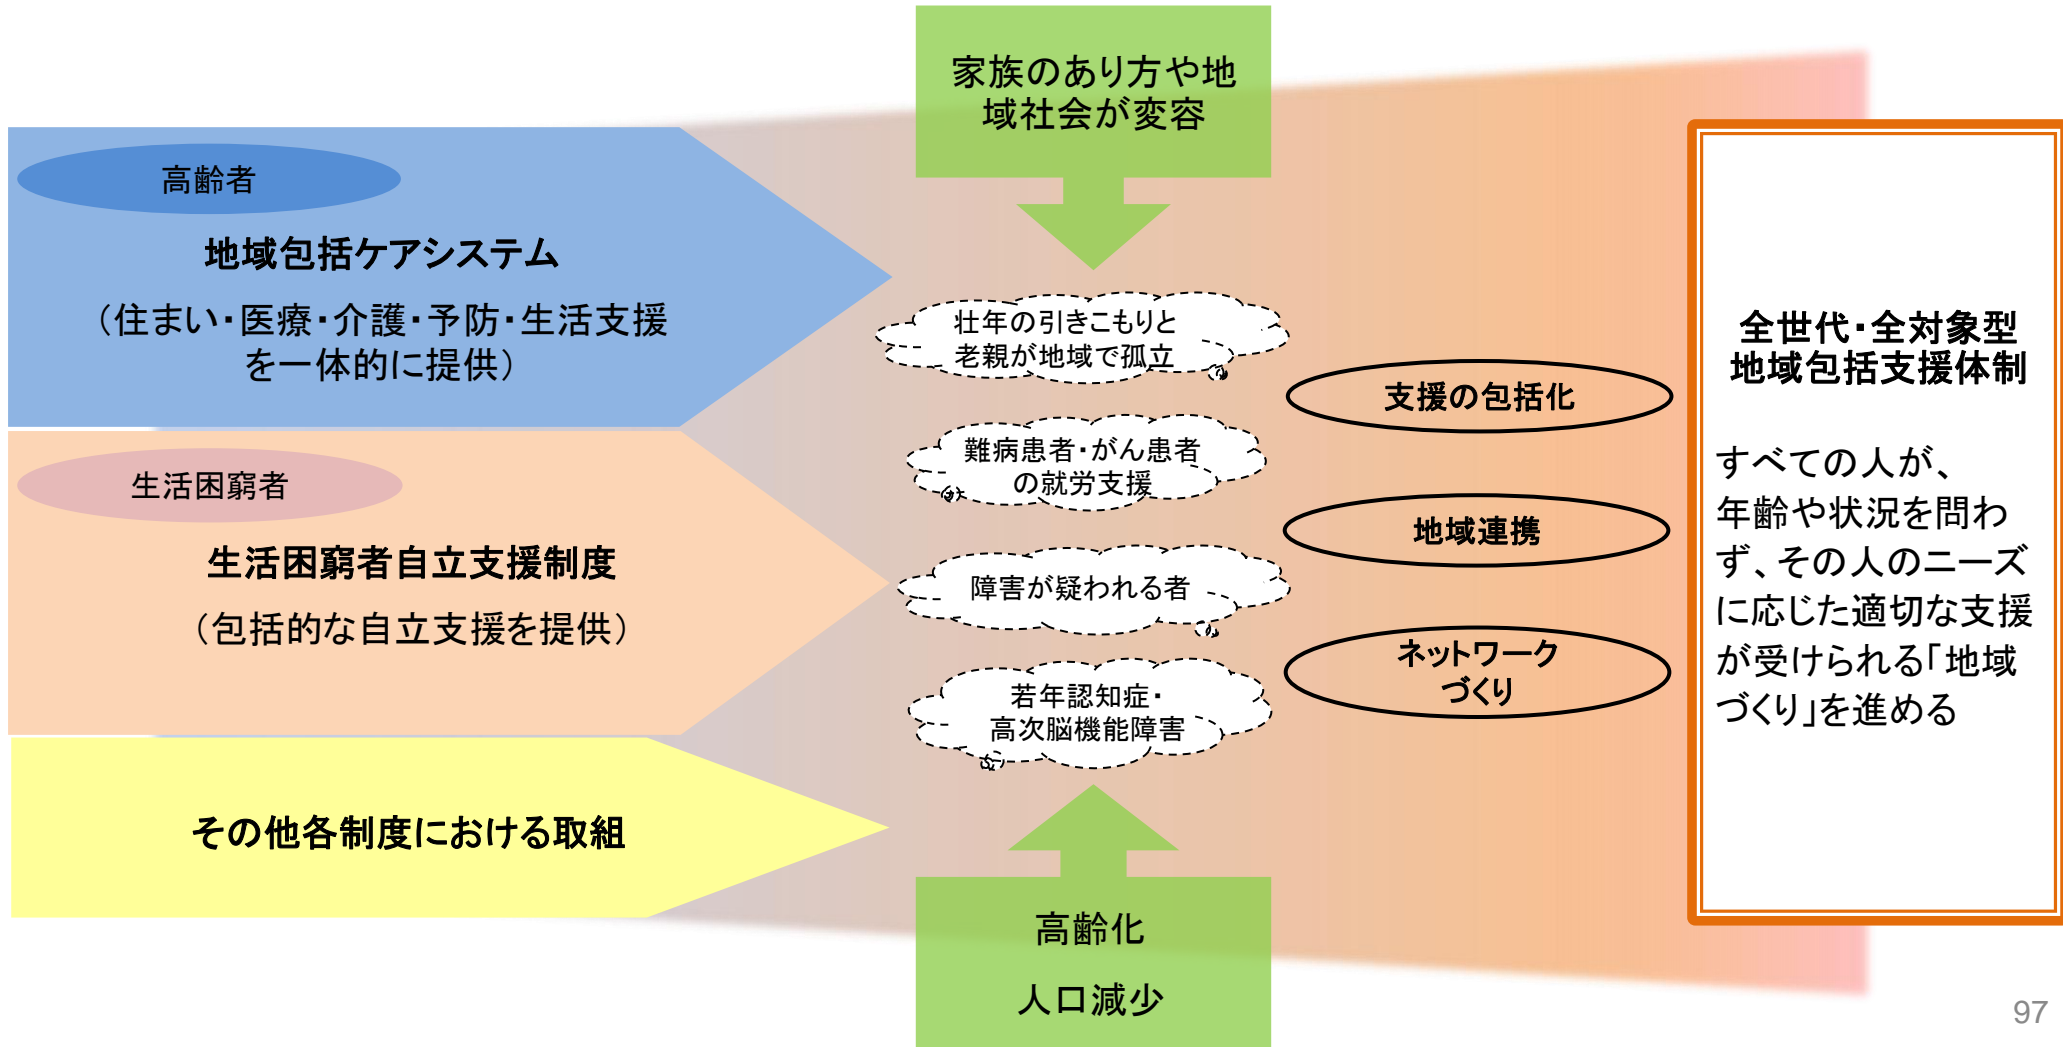 家族のあり方や地
域社会が変容
高齢者
地域包括ケアシステム
（住まい・医療・介護・予防・生活支援
を一体的に提供）
生活困窮者
生活困窮者自立支援制度
（包括的な自立支援を提供）
その他各制度における取組
壮年の引きこもりと
老親が地域で孤立
難病患者・がん患者
の就労支援
障害が疑われる者
若年認知症・
高次脳機能障害
高齢化
人口減少
支援の包括化
地域連携
ネットワーク
づくり
全世代・全対象型
地域包括支援体制
すべての人が、
年齢や状況を問わ
ず、その人のニーズ
に応じた適切な支援
が受けられる「地域
づくり」を進める
97